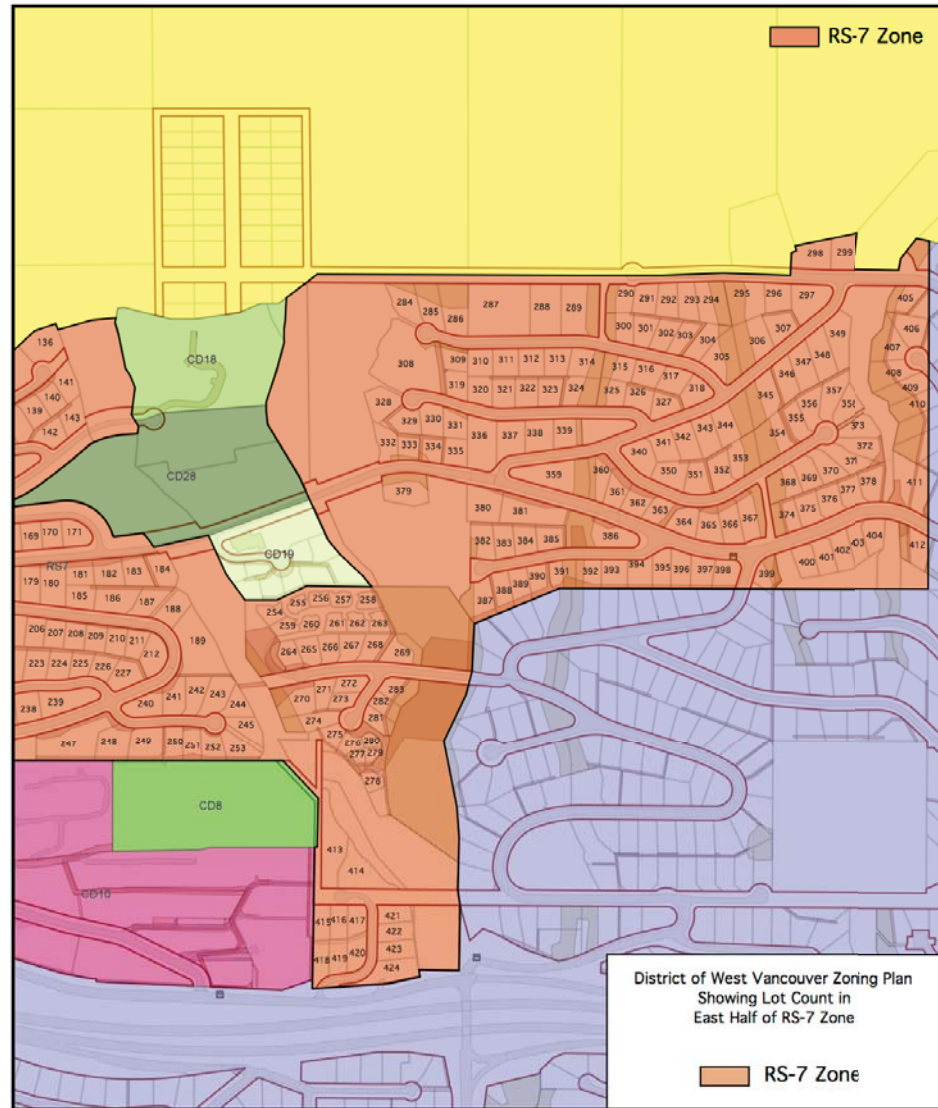 RS-7 Zone
298 299
284 285 286 287 288 289 290 291 292 293 294 295 296 297 405
136 300 301 302 303 304 305 306 307 349 406
CD18 308 309 310 311 312 313 314 315 316 317 318 346 347 348 407
141 140 139 142 143 319 320 321 322 323 324 325 326 327 345 357 408 409 410
328 329 330 331 332 333 334 335 336 337 338 339 340 341 342 343 344 354 355 356 358 373
CD28 359 360 350 351 352 353 368 369 370 371 372
379 361 362 363 376 377 378 411
380 381 364 365 366 367 374 375
169 170 171 382 383 384 385 386 400 401 402 403 404 412
RS7 CD19
179 180 181 182 183 184 387 388 389 390 391 392 393 394 395 396 397 398 399
185 186 187 188 254 255 256 257 258
206 207 208 209 210 211 212 189 259 260 261 262 263
223 224 225 226 227 264 265 266 267 268 269
238 239 240 241 242 243 244 245 270 271 272 273 274 283 282 281
247 248 249 250 251 252 253 275 276 277 278 279 280
CD8
413
414
CD10
415 416 417 421
422
418 419 420 423
424
District of West Vancouver Zoning Plan
Showing Lot Count in
East Half of RS-7 Zone
RS-7 Zone